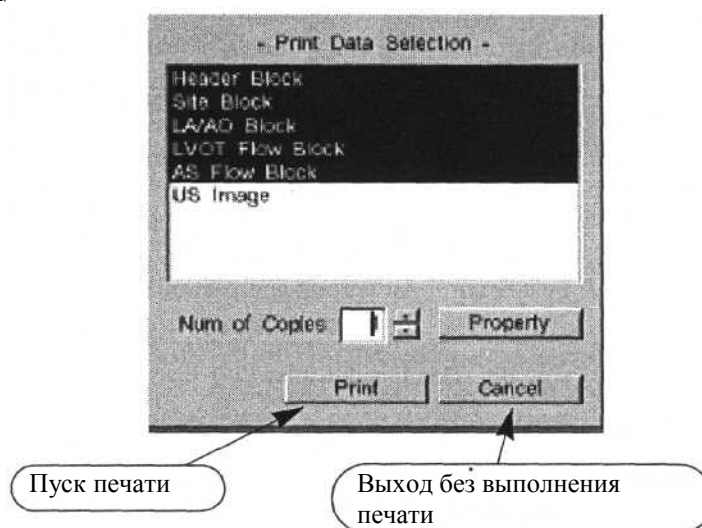 - Print Data Selection -
Header Block
Site Block
LA/AO Block
LVOT Flow Block
AS Flow Block
US Image
Num of Copies 1 Property
Print Cancel
Пуск печати
Выход без выполнения
печати